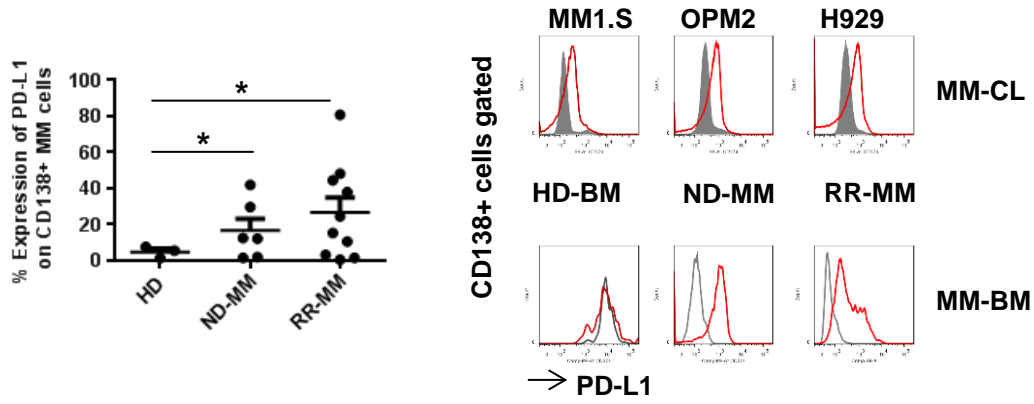 % Expression of PD-L1
on CD138+ MM cells
100
80
60
40
20
0
*
*
HD
ND-MM
RR-MM
CD138+ cells gated
MM1.S
OPM2
H929
MM-CL
HD-BM
ND-MM
RR-MM
MM-BM
PD-L1